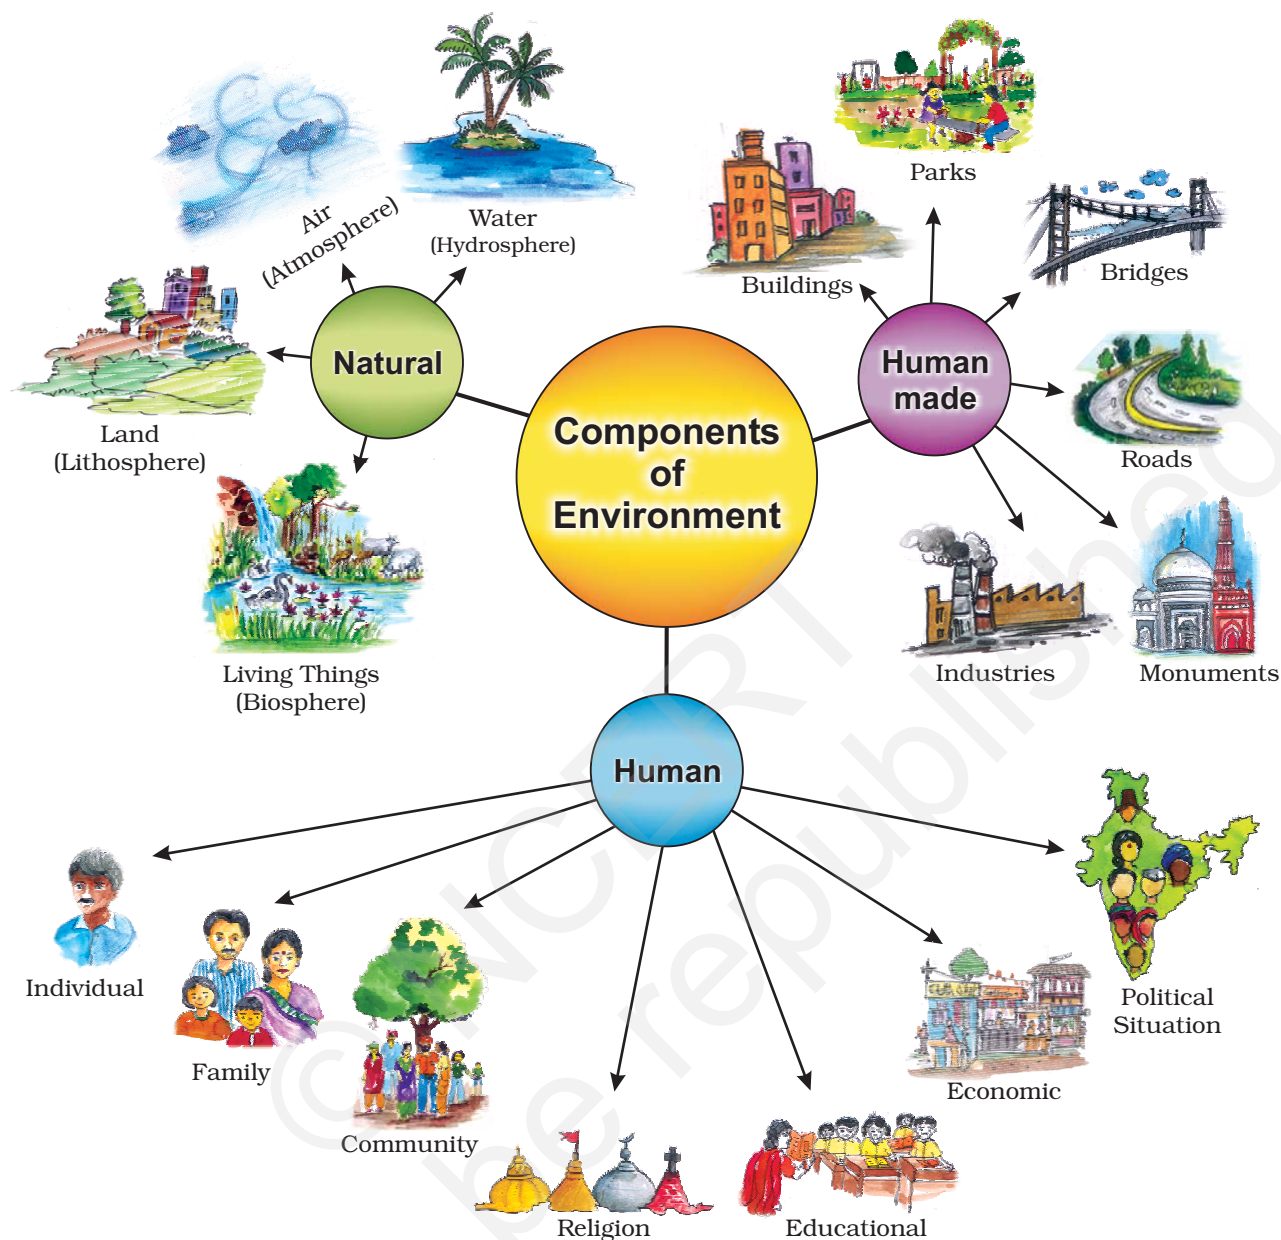 Components
of
Environment
Natural
Air
(Atmosphere)
Water
(Hydrosphere)
Land
(Lithosphere)
Living Things
(Biosphere)
Human
made
Buildings
Parks
Bridges
Roads
Monuments
Industries
Human
Individual
Family
Community
Religion
Educational
Economic
Political
Situation
© NCERT
be republished